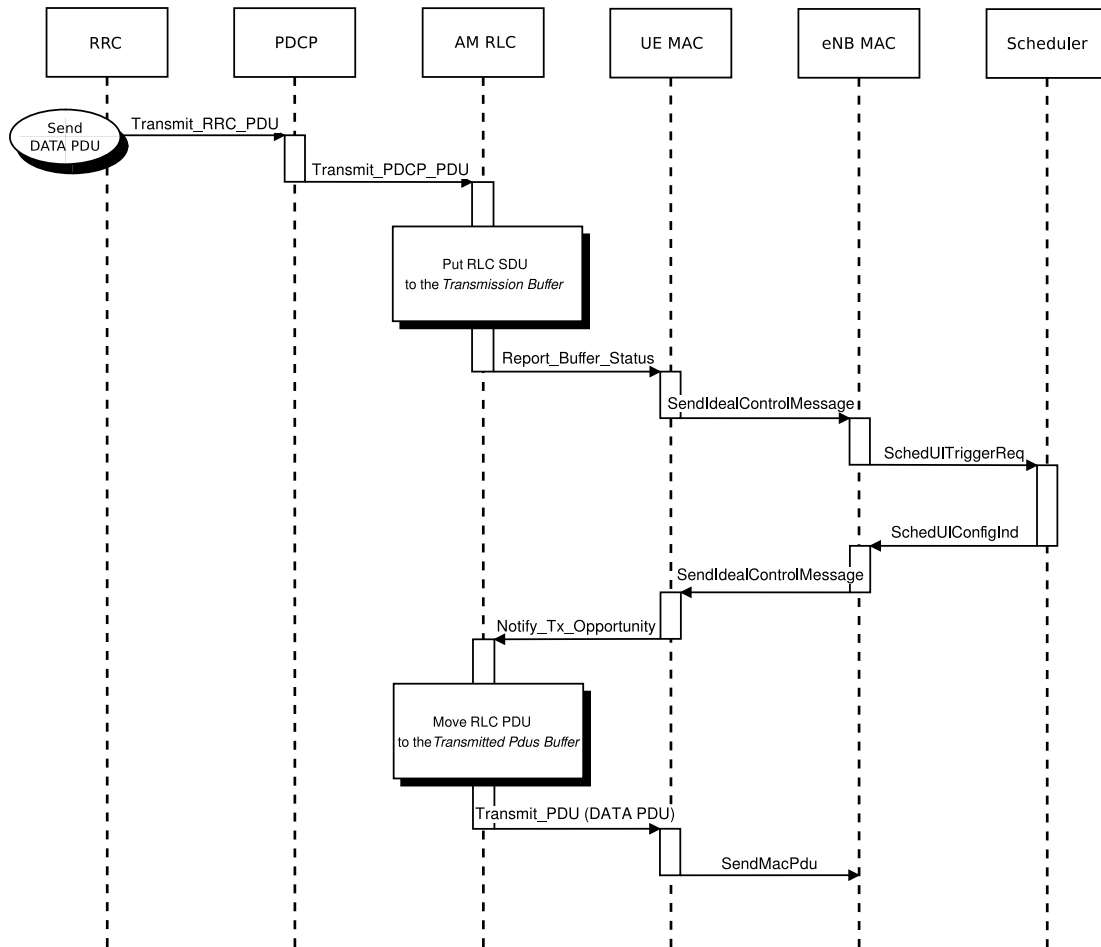 RRC
PDCP
AM RLC
UE MAC
eNB MAC
Scheduler
Send
DATA PDU
Transmit_RRC_PDU
Transmit_PDCP_PDU
Put RLC SDU
to the Transmission Buffer
Report_Buffer_Status
SendIdealControlMessage
SchedUlTriggerReq
SchedUlConfigInd
SendIdealControlMessage
Notify_Tx_Opportunity
Move RLC PDU
to the Transmitted Pdus Buffer
Transmit_PDU (DATA PDU)
SendMacPdu